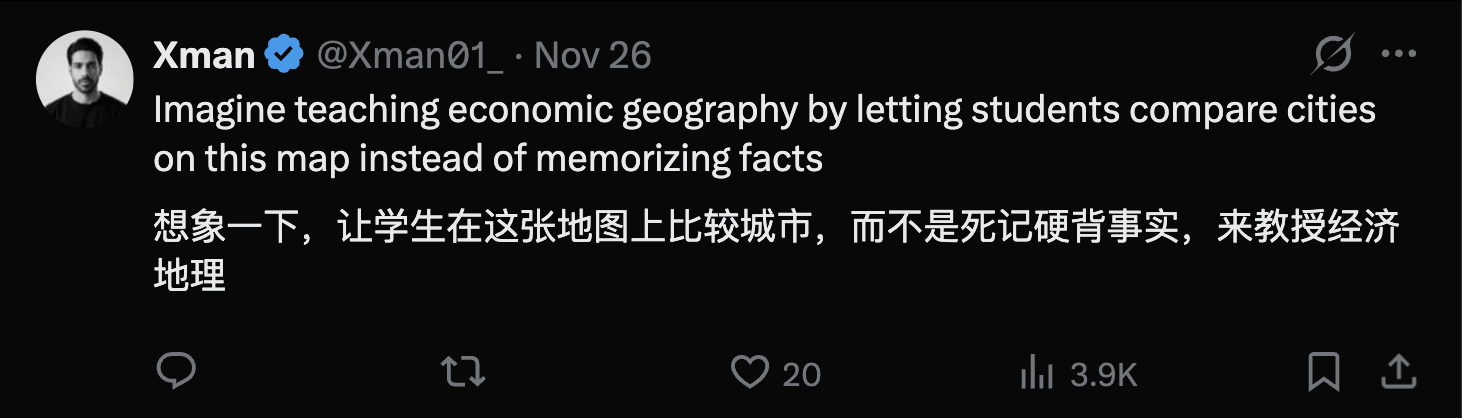 Xman @Xman01_ · Nov 26
Imagine teaching economic geography by letting students compare cities
on this map instead of memorizing facts
想象一下，让学生在这张地图上比较城市，而不是死记硬背事实，来教授经济
地理
20 3.9K